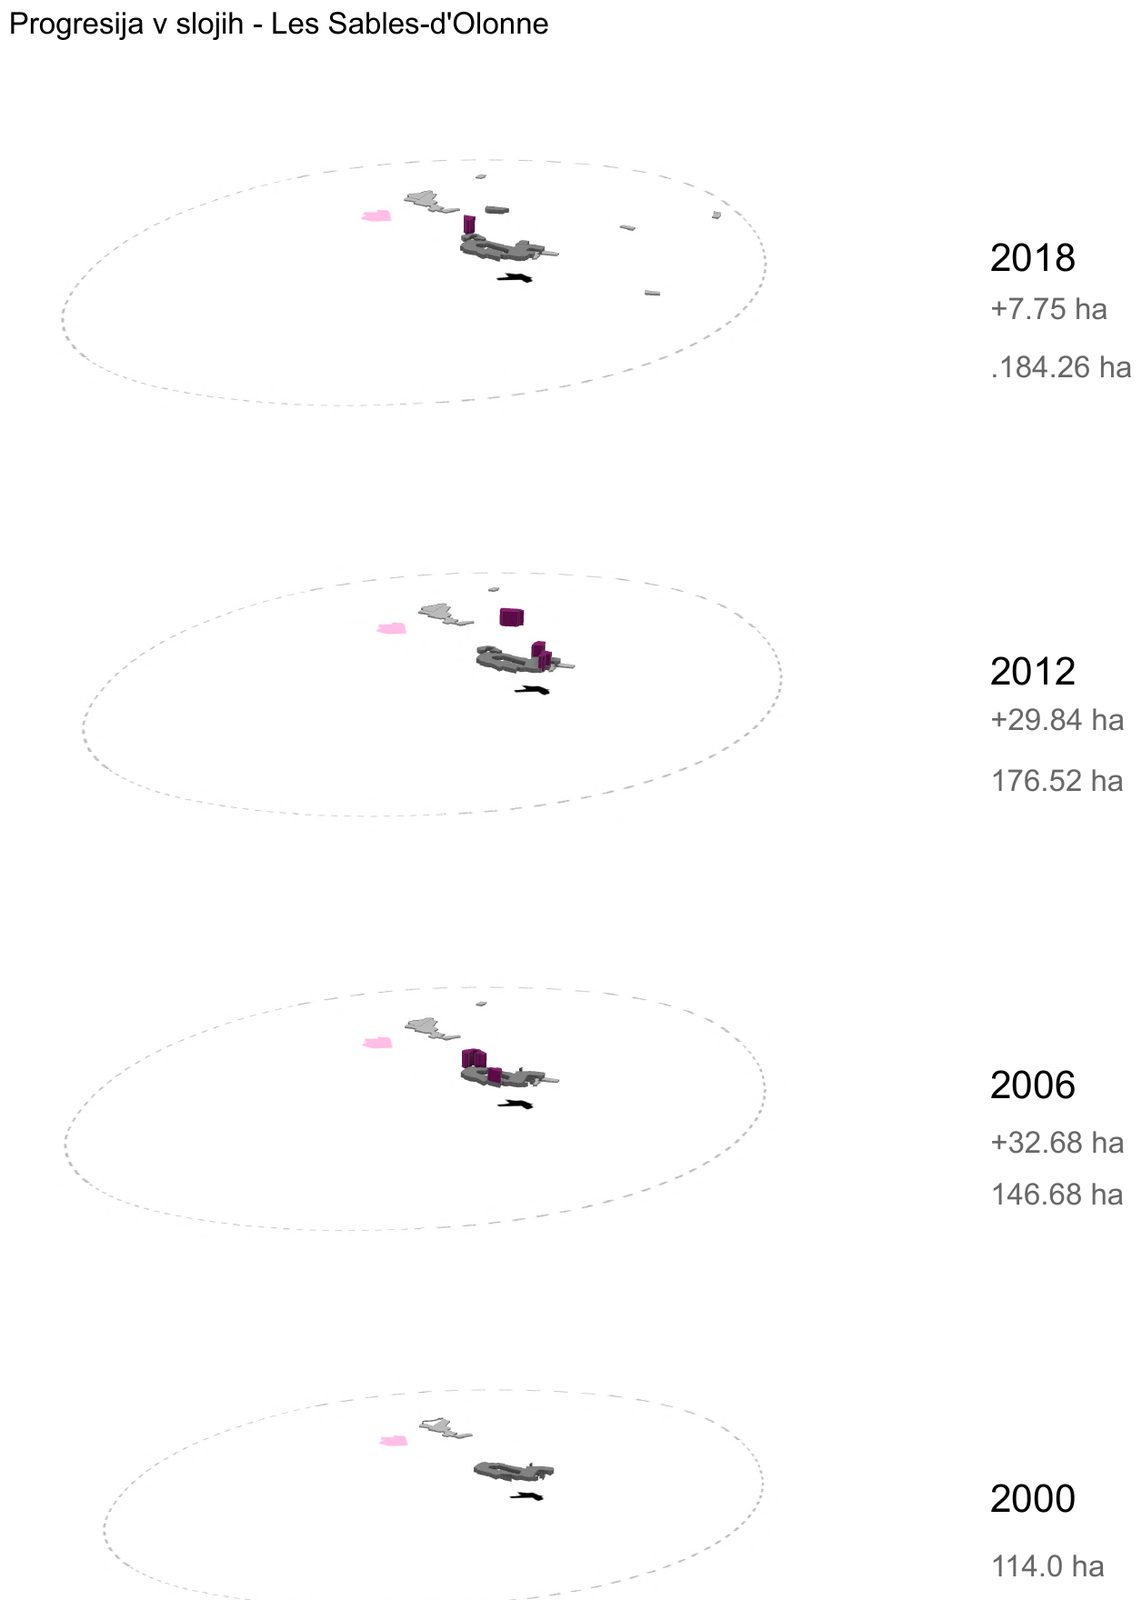 Progresija v slojih - Les Sables-d'Olonne
2018
+7.75 ha
.184.26 ha
2012
+29.84 ha
176.52 ha
2006
+32.68 ha
146.68 ha
2000
114.0 ha